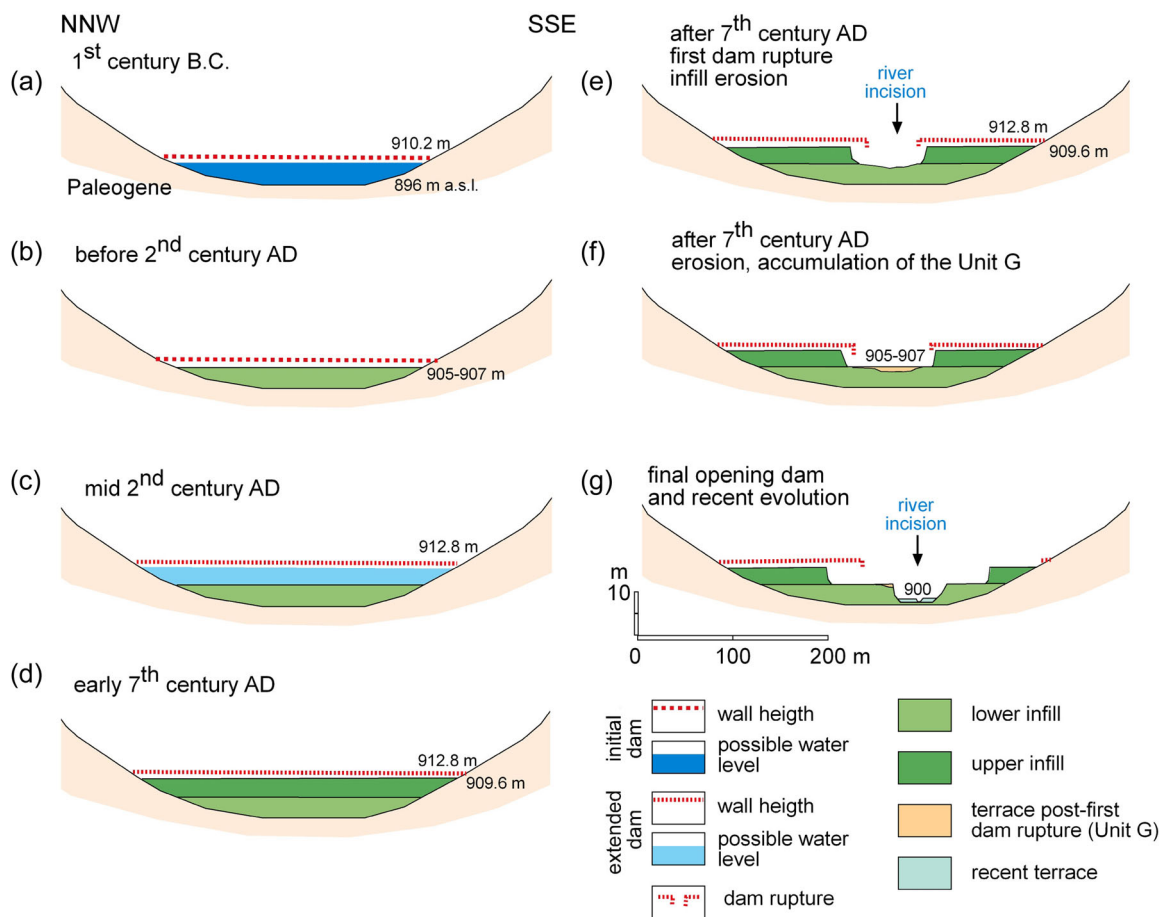 NNW
SSE
(a)
1st century B.C.
910.2 m
896 m a.s.l.
Paleogene
(b)
before 2nd century AD
905-907 m
(c)
mid 2nd century AD
912.8 m
(d)
early 7th century AD
912.8 m
909.6 m
(e)
after 7th century AD
first dam rupture
infill erosion
river
incision
912.8 m
909.6 m
(f)
after 7th century AD
erosion, accumulation of the Unit G
905-907
(g)
final opening dam
and recent evolution
river
incision
900
m
10
0
0
100
200 m
initial
dam
wall heigth
possible water
level
extended
dam
wall heigth
possible water
level
dam rupture
lower infill
upper infill
terrace post-first
dam rupture (Unit G)
recent terrace